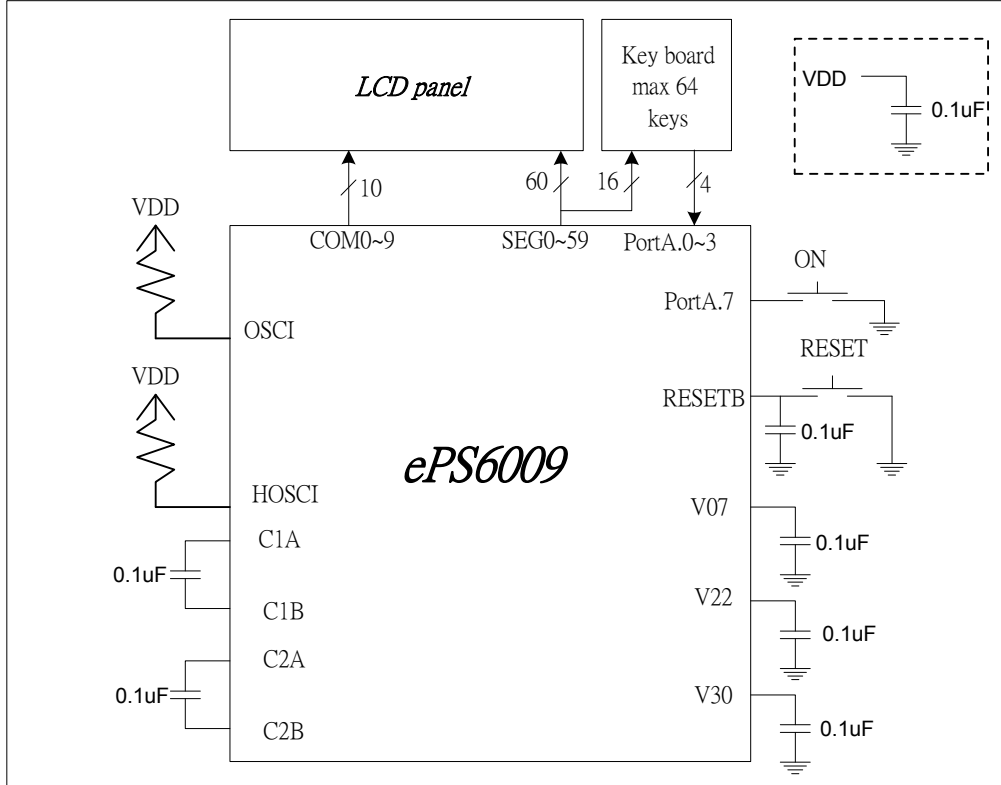 LCD panel
Key board
max 64
keys
VDD
0.1uF
10
60
16
4
VDD
COM0~9
SEG0~59
PortA.0~3
ON
PortA.7
OSCI
RESET
VDD
RESETB
0.1uF
ePS6009
HOSCI
V07
C1A
0.1uF
0.1uF
C1B
V22
0.1uF
C2A
0.1uF
V30
C2B
0.1uF